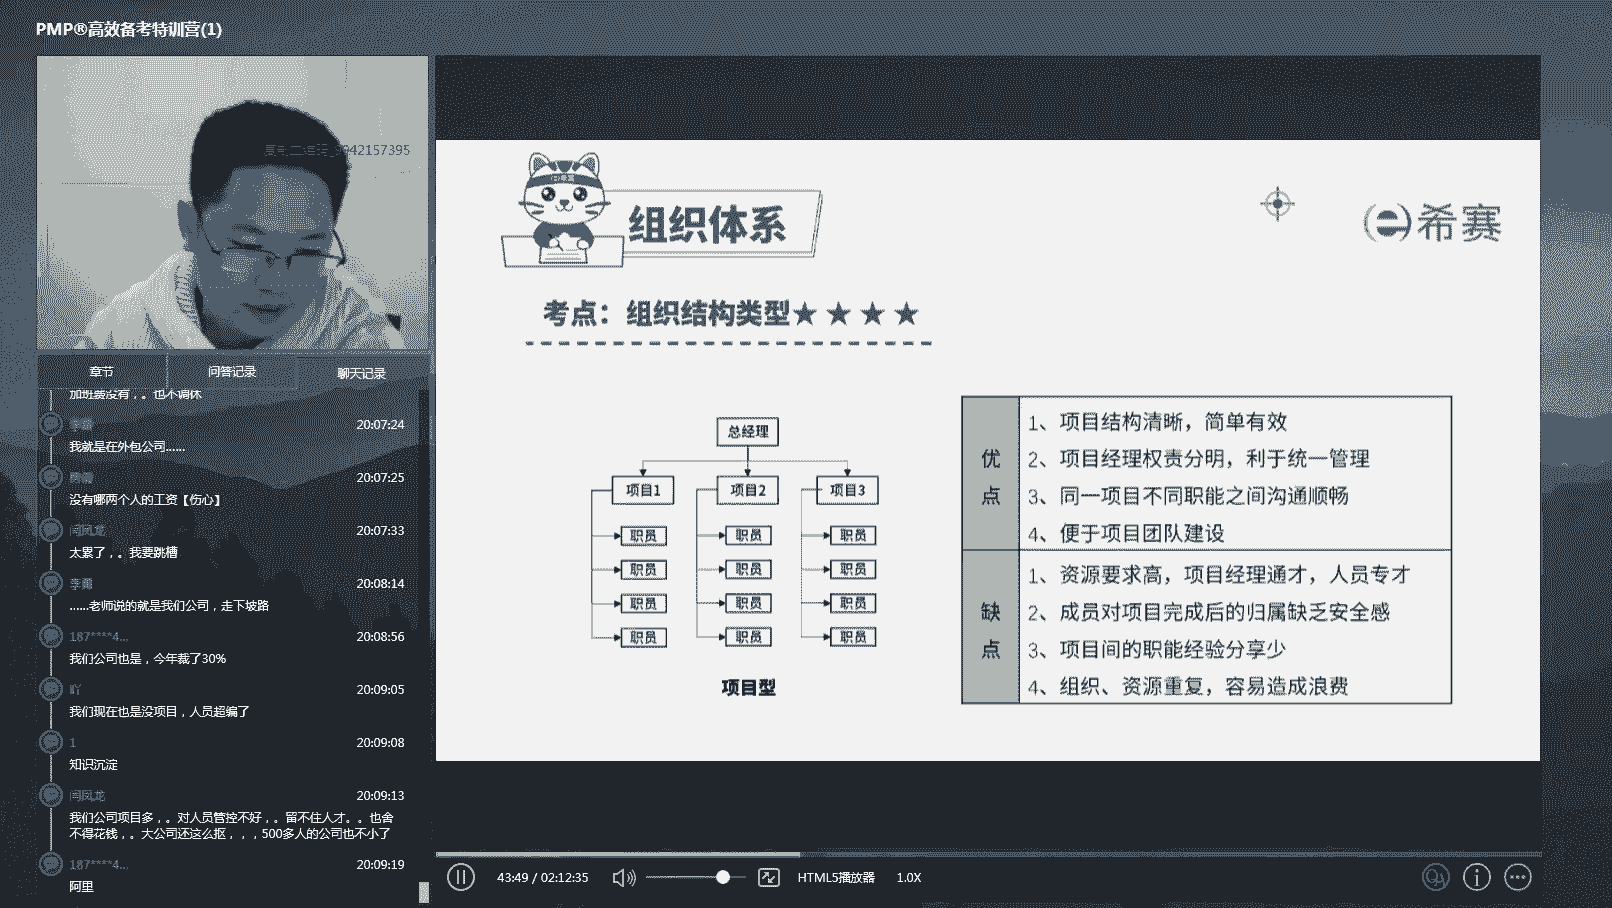 PMP®高效备考特训营(1)
9942157395
章节
问答记录
聊天记录
加班费没有，。也不调休
20:07:24
我就是在外包公司......
20:07:25
没有哪两个人的工资【伤心】
闫凤龙
20:07:33
太累了，。我要跳槽
20:08:14
......老师说的就是我们公司，走下坡路
187****4...
20:08:56
我们公司也是，今年裁了30%
吖
20:09:05
我们现在也是没项目，人员超编了
1
20:09:08
知识沉淀
闫凤龙
20:09:13
我们公司项目多，。对人员管控不好，。留不住人才。。也舍
不得花钱，。大公司还这么抠，，，500多人的公司也不小了
187****4...
20:09:19
阿里
组织体系
希赛
考点：组织结构类型★★★★
总经理
项目1
项目2
项目3
职员
职员
职员
职员
职员
职员
职员
职员
职员
职员
职员
职员
项目型
优点
1、项目结构清晰，简单有效
2、项目经理权责分明，利于统一管理
3、同一项目不同职能之间沟通顺畅
4、便于项目团队建设
缺点
1、资源要求高，项目经理通才，人员专才
2、成员对项目完成后的归属缺乏安全感
3、项目间的职能经验分享少
4、组织、资源重复，容易造成浪费
43:49 / 02:12:35
HTML5播放器
1.0X